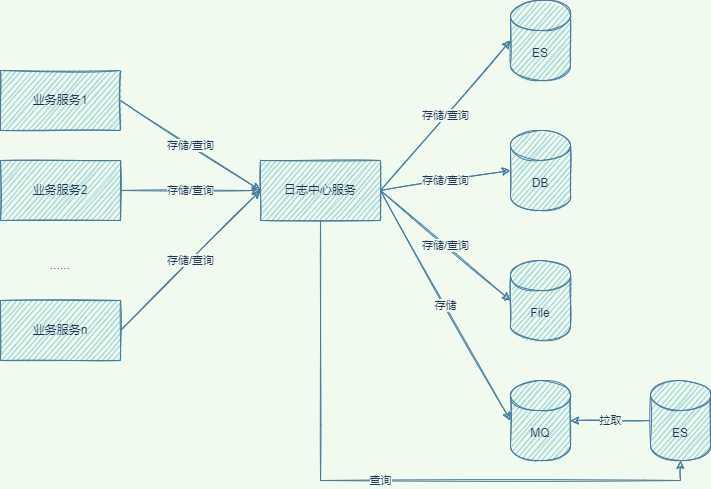 ES
业务服务1
存储/查询
存储/查询
业务服务2
存储/查询
日志中心服务
存储/查询
DB
存储/查询
存储/查询
……
存储
File
业务服务n
拉取
MQ
ES
查询